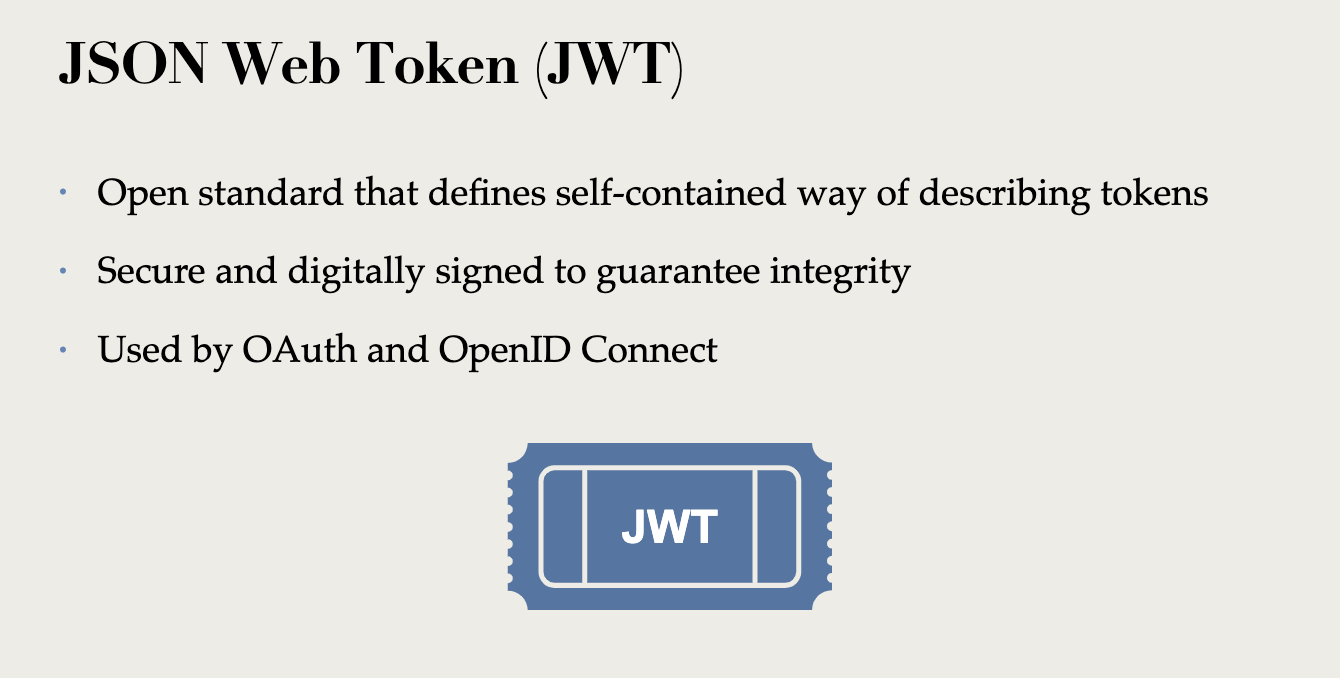 JSON Web Token (JWT)
• Open standard that defines self-contained way of describing tokens
• Secure and digitally signed to guarantee integrity
• Used by OAuth and OpenID Connect
JWT